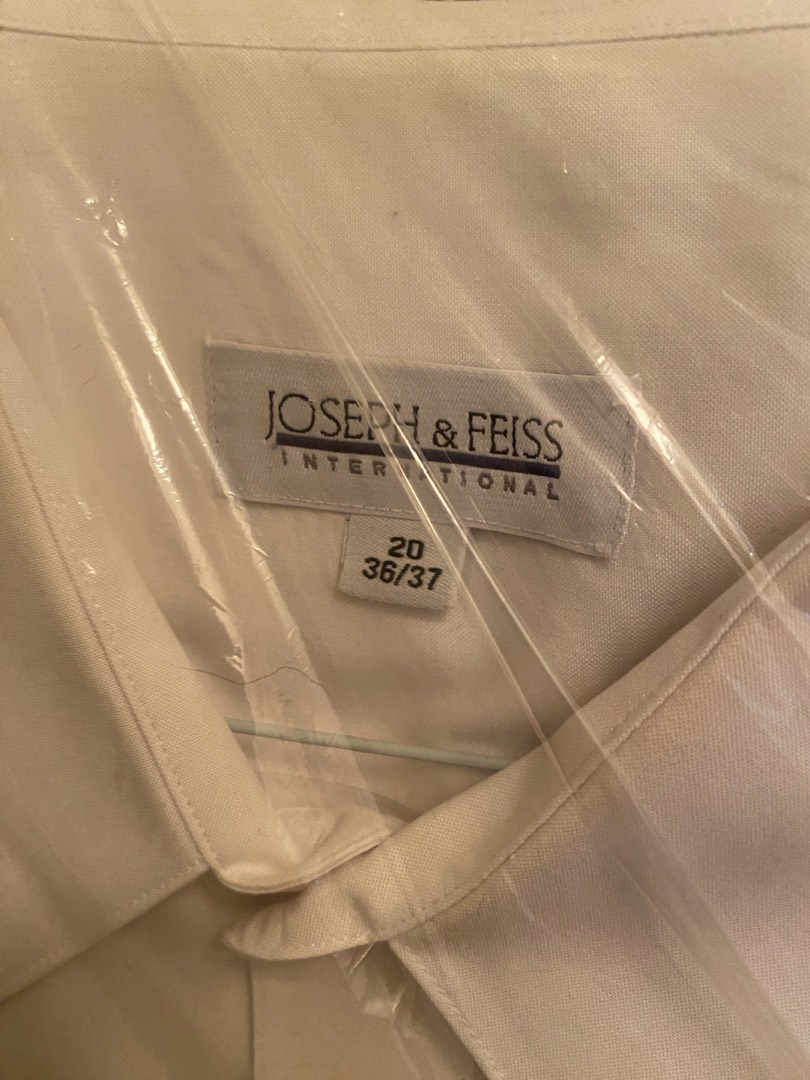 JOSEPH & FEISS
INTERNATIONAL
20
36/37